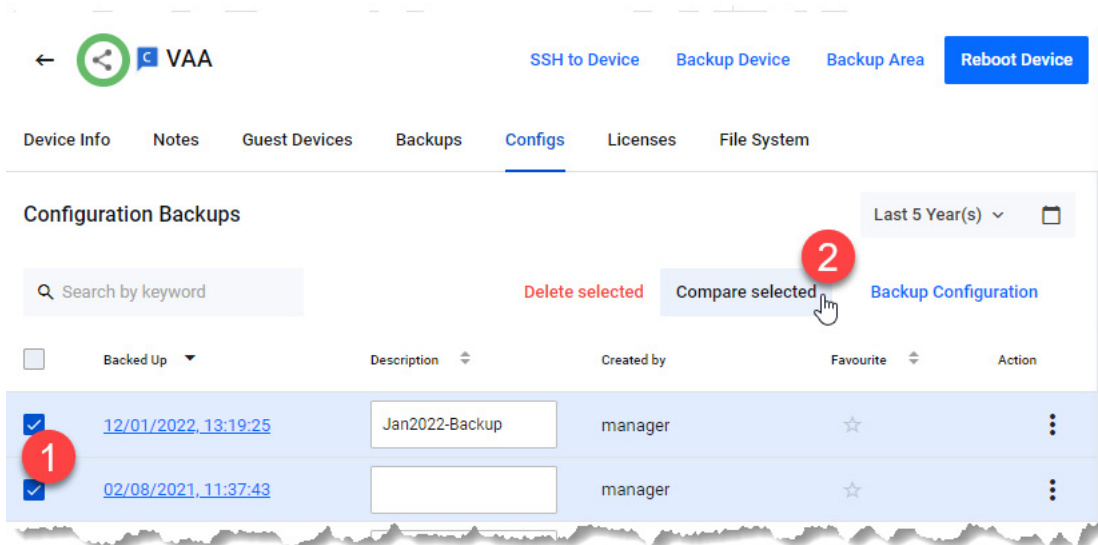 VAA
SSH to Device
Backup Device
Backup Area
Reboot Device
Device Info
Notes
Guest Devices
Backups
Configs
Licenses
File System
Configuration Backups
Last 5 Year(s)
2
Search by keyword
Delete selected
Compare selected
Backup Configuration
Backed Up
Description
Created by
Favourite
Action
12/01/2022, 13:19:25
Jan2022-Backup
manager
1
02/08/2021, 11:37:43
manager